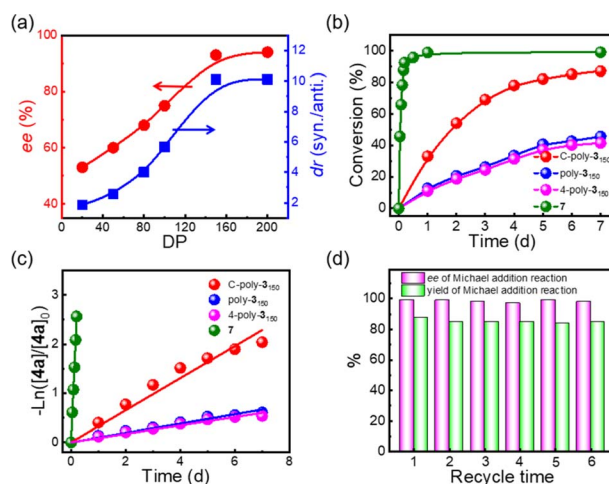 (a)
100
80
60
40
ee (%)
12
10
8
6
4
2
dr (syn./anti.)
20 60 80 120 160 200
DP
(b)
100
80
60
40
20
0
Conversion (%)
C-poly-3150
poly-3150
4-poly-3150
7
0 1 2 3 4 5 6 7
Time (d)
(c)
3
2
1
0
-Ln([4a]/[4a]0)
C-poly-3150
poly-3150
4-poly-3150
7
0 2 4 6 8
Time (d)
(d)
100
80
60
40
20
0
%
ee of Michael addition reaction
yield of Michael addition reaction
1 2 3 4 5 6
Recycle time